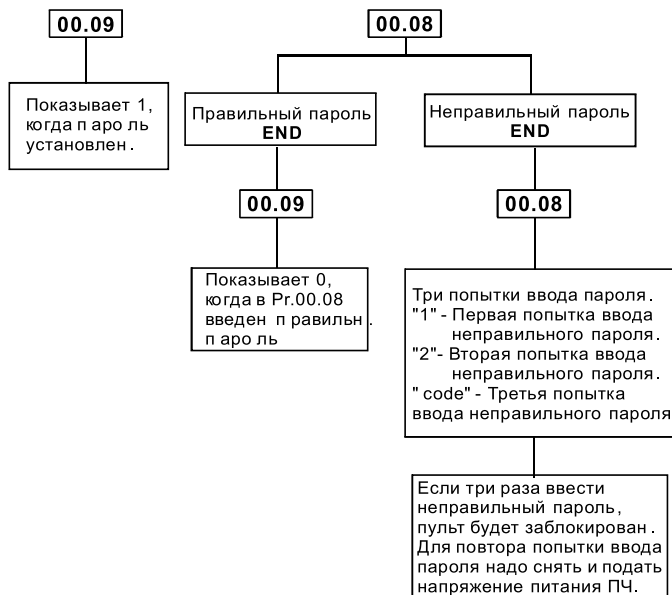 00.09
Показывает 1,
когда п аро ль
установлен.
00.08
Правильный пароль
END
00.09
Показывает 0,
когда в Pr.00.08
введен п равильн.
п аро ль
Неправильный пароль
END
00.08
Три попытки ввода пароля.
"1" - Первая попытка ввода
неправильного пароля.
"2"- Вторая попытка ввода
неправильного пароля.
" code" - Третья попытка
ввода неправильного пароля
Если три раза ввести
неправильный пароль,
пульт будет заблокирован.
Для повтора попытки ввода
пароля надо снять и подать
напряжение питания ПЧ.